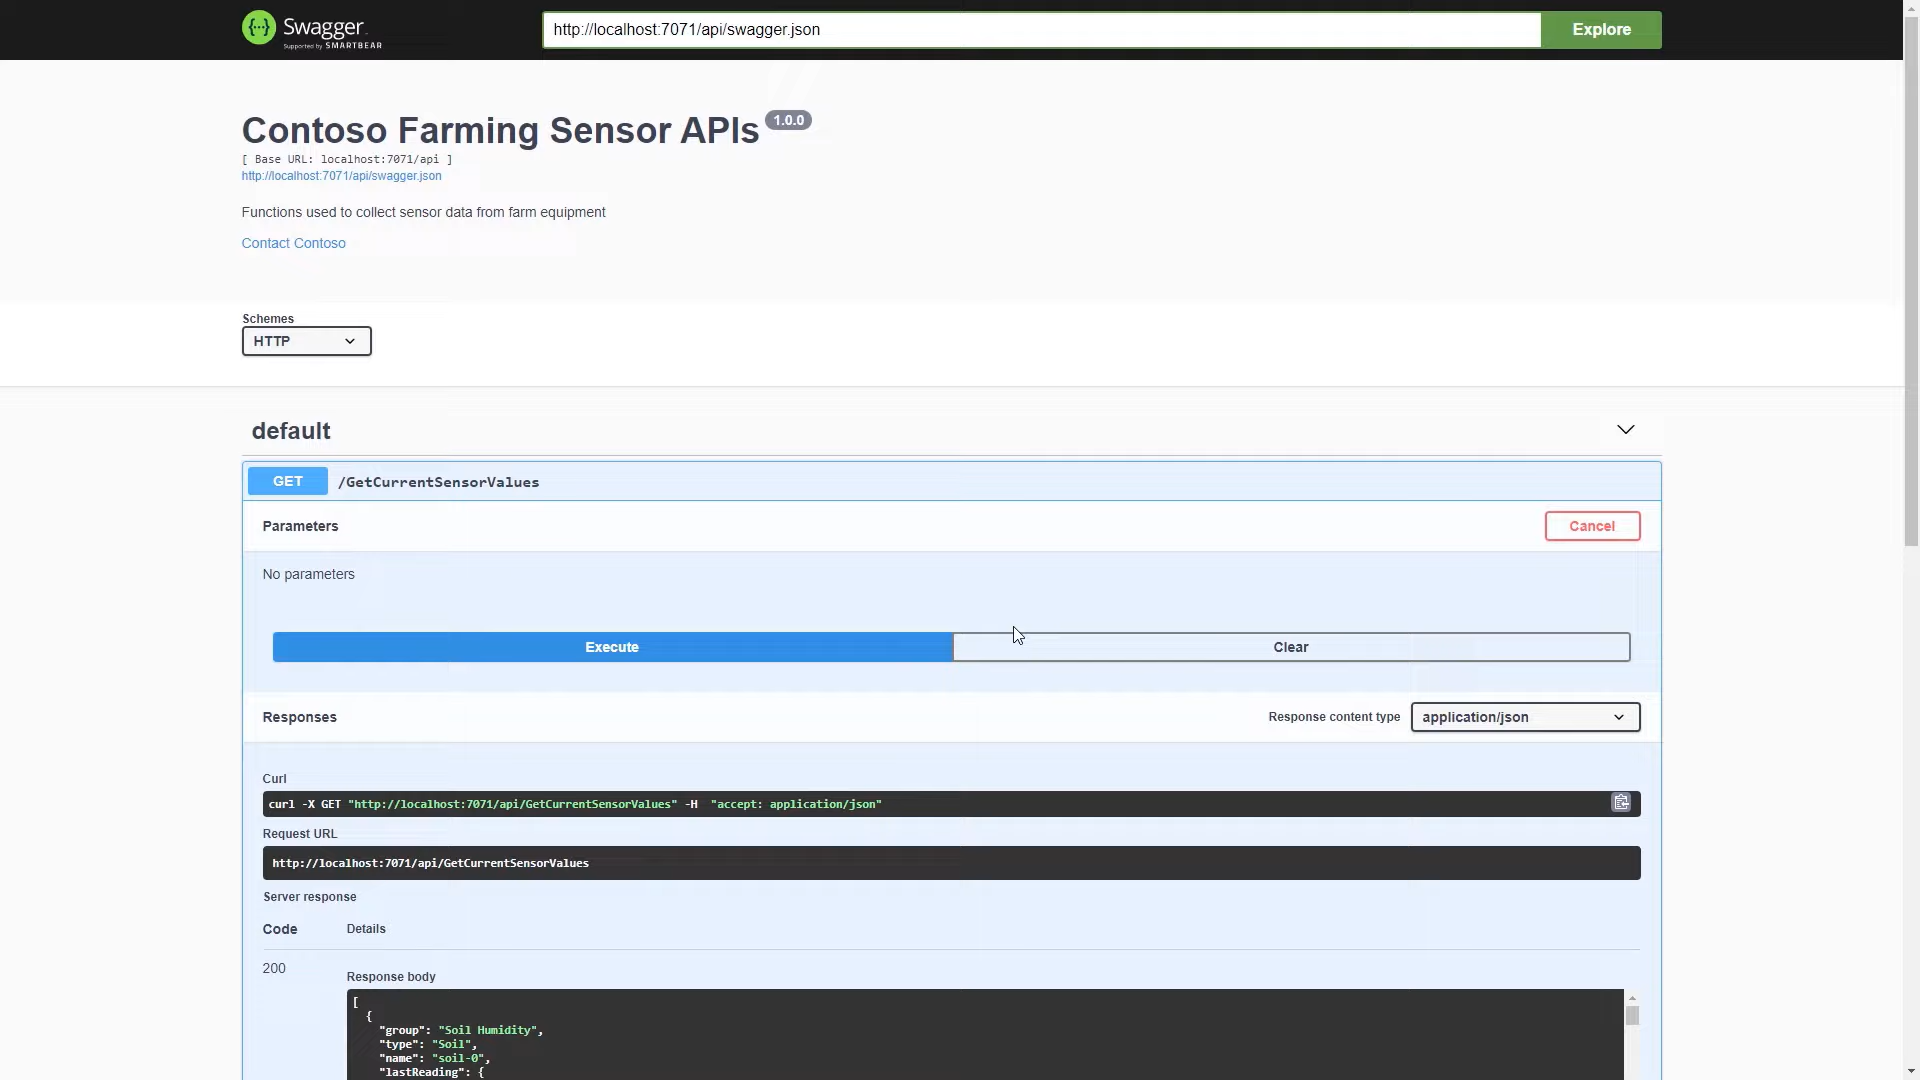 Swagger
Supported by SMARTBEAR
http://localhost:7071/api/swagger.json
Explore
Contoso Farming Sensor APIs 1.0.0
[ Base URL: localhost:7071/api ]
http://localhost:7071/api/swagger.json
Functions used to collect sensor data from farm equipment
Contact Contoso
Schemes
HTTP
default
GET /GetCurrentSensorValues
Parameters
Cancel
No parameters
Execute
Clear
Responses
Response content type
application/json
Curl
curl -X GET "http://localhost:7071/api/GetCurrentSensorValues" -H  "accept: application/json"
Request URL
http://localhost:7071/api/GetCurrentSensorValues
Server response
Code
Details
200
Response body
[
{
"group": "Soil Humidity",
"type": "Soil",
"name": "soil-0",
"lastReading": {